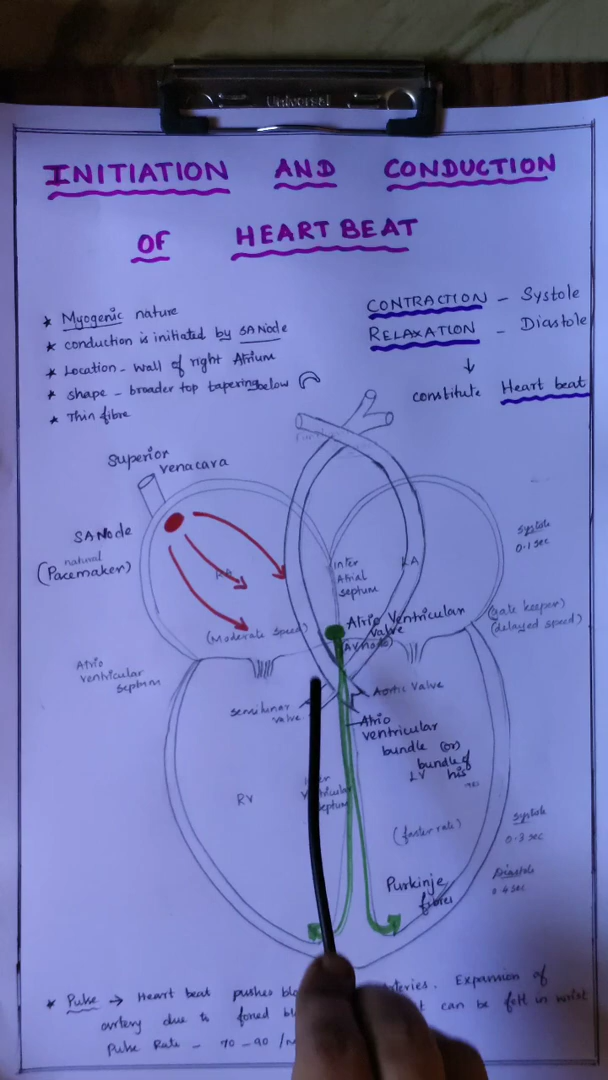 Universal
INITIATION AND CONDUCTION
OF HEART BEAT
* Myogenic nature
* conduction is initiated by SA Node
* Location - wall of right Atrium
* shape - broader top tapering below
* Thin fibre
CONTRACTION - Systole
RELAXATION - Diastole
↓
constitute Heart beat
Superior
venacara
SA Node
natural
(Pacemaker)
RA
(Moderate speed)
Inter
Atrial
septum
LA
Systole
0.1 sec
Atrio Ventricular
valve
(AV node)
(gate keeper)
(delayed speed)
Atrio
ventricular
septum
semilunar
valve
Aortic valve
Atrio
ventricular
bundle (or)
bundle of
his
LV
RV
Inter
ventricular
septum
(faster rate)
Systole
0.3 sec
Diastole
0.4 sec
Purkinje
fibres
* Pulse → Heart beat pushes arteries. Expansion of
artery due to can be felt in wrist
Pulse Rate - 70 - 90 /